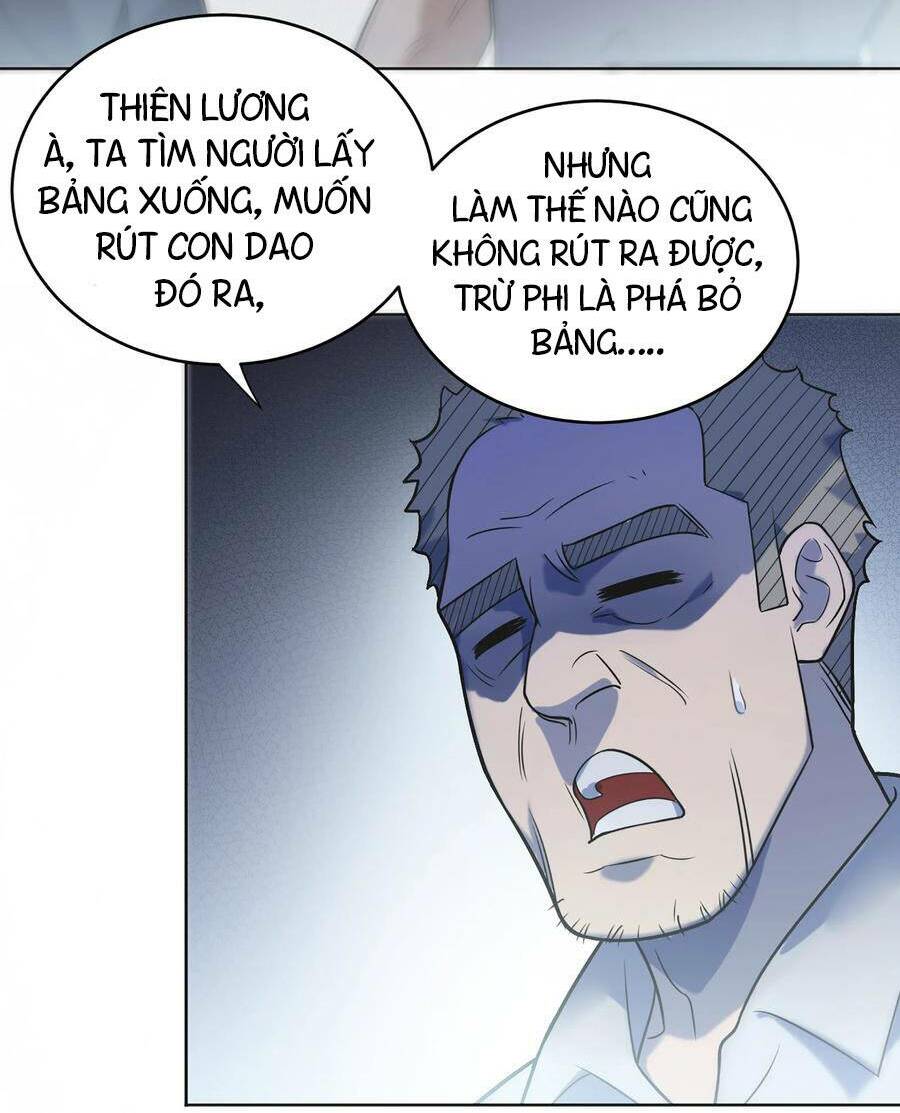 THIÊN LƯƠNG
À, TA TÌM NGƯỜI LẤY
BẢNG XUỐNG, MUỐN
RÚT CON DAO
ĐÓ RA,
NHƯNG
LÀM THẾ NÀO CŨNG
KHÔNG RÚT RA ĐƯỢC,
TRỪ PHI LÀ PHÁ BỎ
BẢNG.....